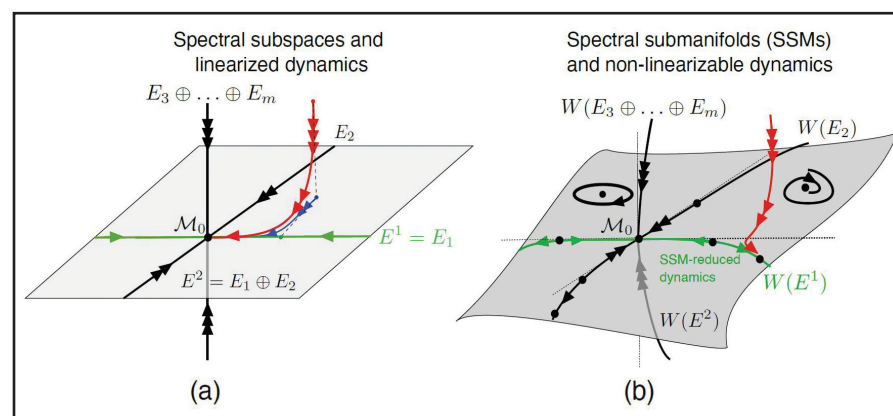 Spectral subspaces and
linearized dynamics
E₃ ⊕ … ⊕ Eₘ
E₂
M₀
E¹ = E₁
E² = E₁ ⊕ E₂
(a)
Spectral submanifolds (SSMs)
and non-linearizable dynamics
W(E₃ ⊕ … ⊕ Eₘ)
W(E₂)
M₀
SSM-reduced
dynamics
W(E¹)
W(E²)
(b)